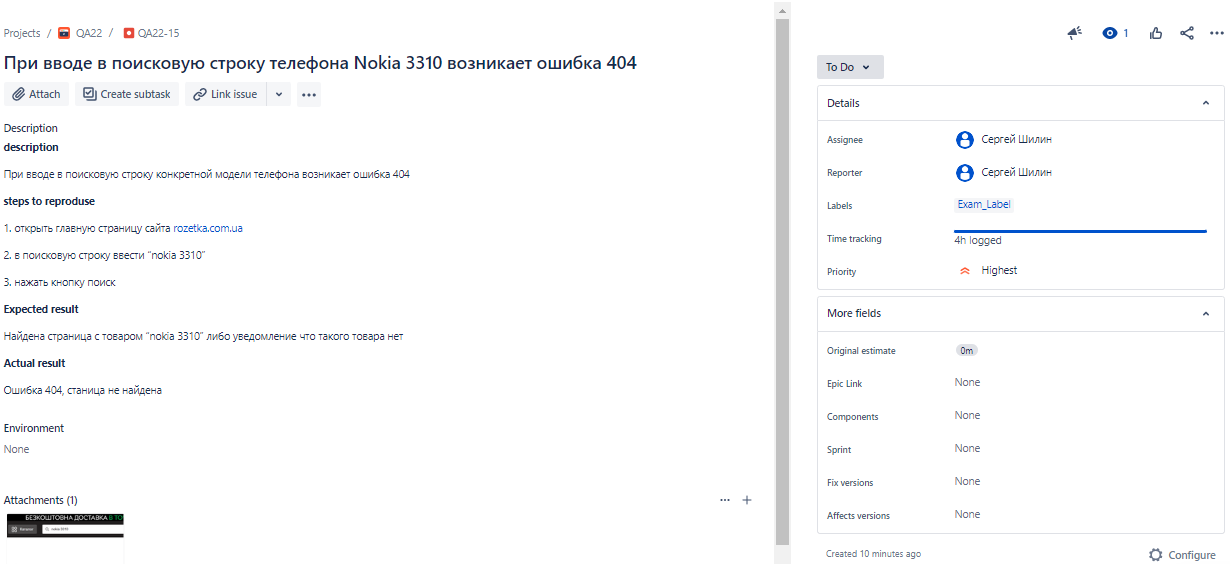 Projects / QA22 / QA22-15
1
При вводе в поисковую строку телефона Nokia 3310 возникает ошибка 404
Attach Create subtask Link issue
Description
description
При вводе в поисковую строку конкретной модели телефона возникает ошибка 404
steps to reproduse
1. открыть главную страницу сайта rozetka.com.ua
2. в поисковую строку ввести “nokia 3310”
3. нажать кнопку поиск
Expected result
Найдена страница с товаром “nokia 3310” либо уведомление что такого товара нет
Actual result
Ошибка 404, станица не найдена
Environment
None
Attachments (1)
БЕЗКОШТОВНА ДОСТАВКА В ТО
Каталог nokia 3310
To Do
Details
Assignee Сергей Шилин
Reporter Сергей Шилин
Labels Exam_Label
Time tracking 4h logged
Priority Highest
More fields
Original estimate 0m
Epic Link None
Components None
Sprint None
Fix versions None
Affects versions None
Created 10 minutes ago Configure